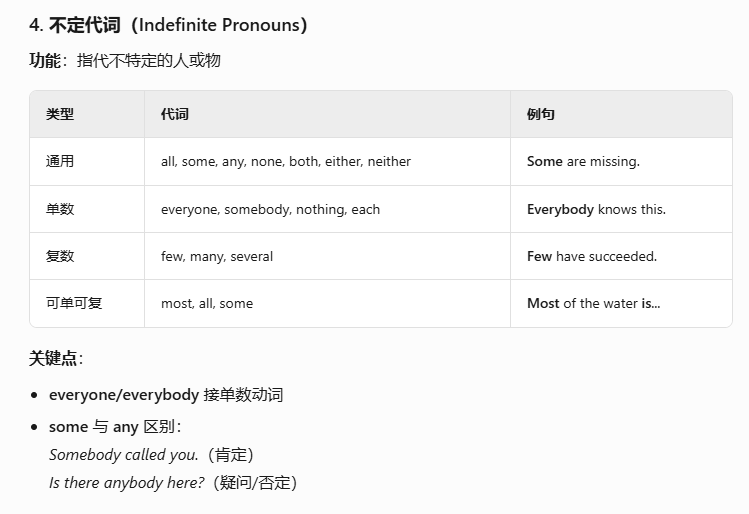 4. 不定代词（Indefinite Pronouns）
功能：指代不特定的人或物
类型 代词 例句
通用 all, some, any, none, both, either, neither Some are missing.
单数 everyone, somebody, nothing, each Everybody knows this.
复数 few, many, several Few have succeeded.
可单可复 most, all, some Most of the water is...
关键点：
• everyone/everybody 接单数动词
• some 与 any 区别：
Somebody called you.（肯定）
Is there anybody here?（疑问/否定）